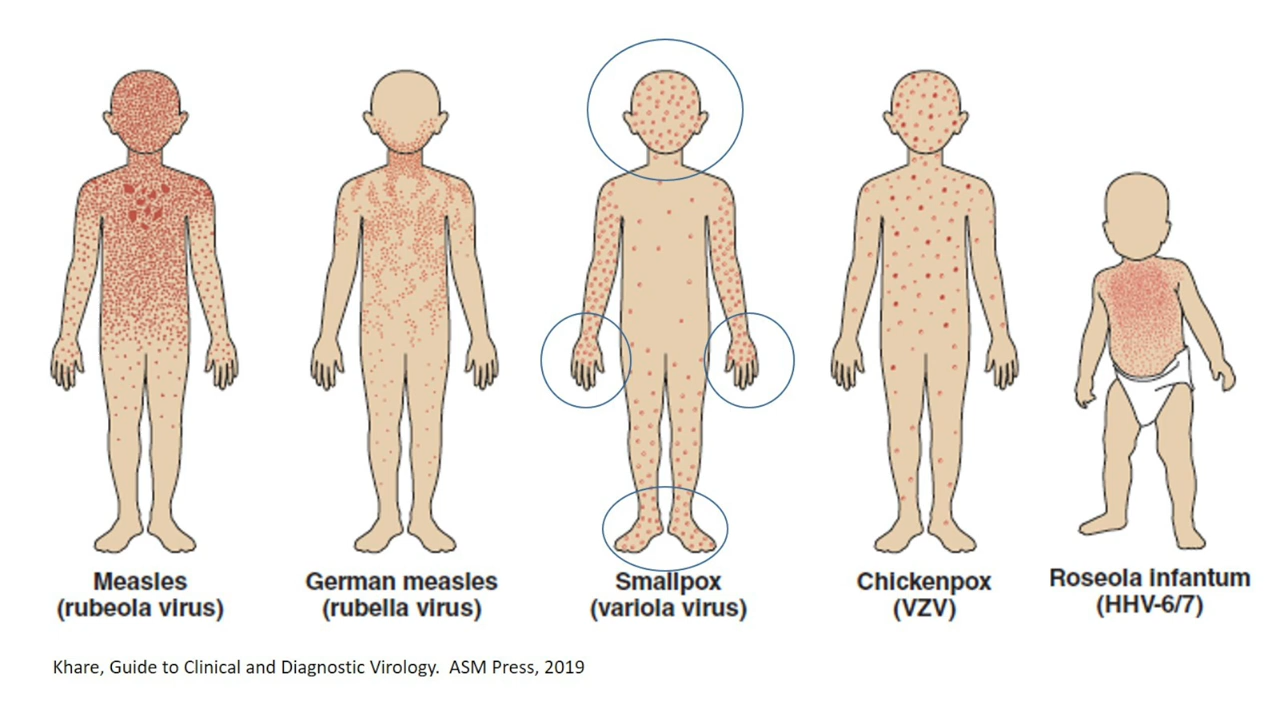 Measles
(rubeola virus)
German measles
(rubella virus)
Smallpox
(variola virus)
Chickenpox
(VZV)
Roseola infantum
(HHV-6/7)
Khare, Guide to Clinical and Diagnostic Virology.  ASM Press, 2019